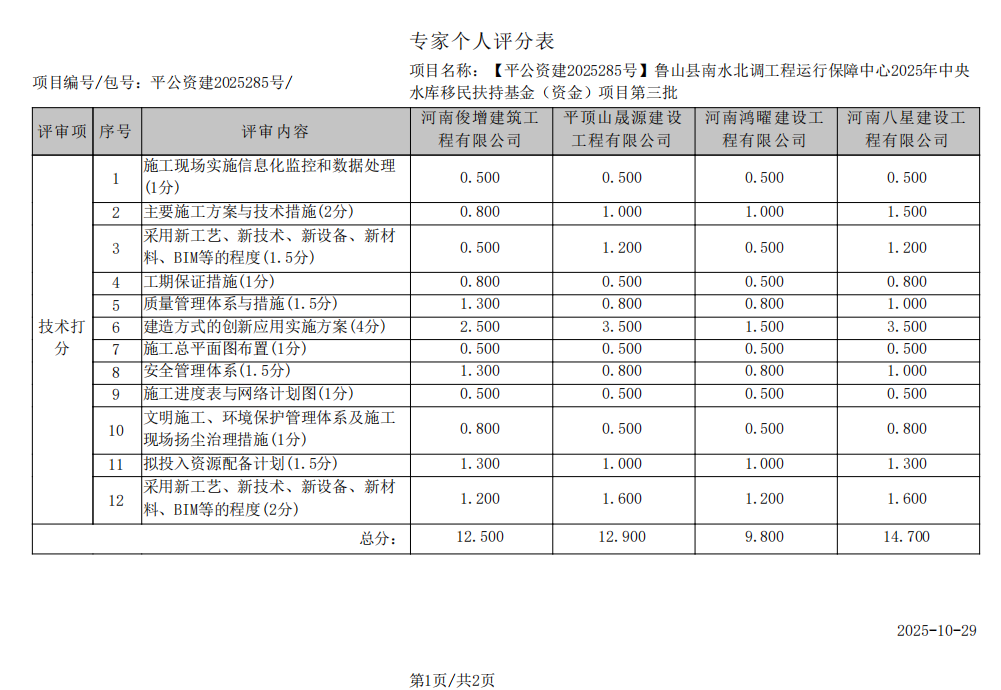 专家个人评分表
项目编号/包号：平公资建2025285号/
项目名称：【平公资建2025285号】鲁山县南水北调工程运行保障中心2025年中央
水库移民扶持基金（资金）项目第三批
评审项 序号 评审内容 河南俊增建筑工 平顶山晟源建设 河南鸿曜建设工 河南八星建设工
程有限公司 工程有限公司 程有限公司 程有限公司
技术打
分
1 施工现场实施信息化监控和数据处理 0.500 0.500 0.500 0.500
(1分)
2 主要施工方案与技术措施(2分) 0.800 1.000 1.000 1.500
3 采用新工艺、新技术、新设备、新材 0.500 1.200 0.500 1.200
料、BIM等的程度(1.5分)
4 工期保证措施(1分) 0.800 0.500 0.500 0.800
5 质量管理体系与措施(1.5分) 1.300 0.800 0.800 1.000
6 建造方式的创新应用实施方案(4分) 2.500 3.500 1.500 3.500
7 施工总平面图布置(1分) 0.500 0.500 0.500 0.500
8 安全管理体系(1.5分) 1.300 0.800 0.800 1.000
9 施工进度表与网络计划图(1分) 0.500 0.500 0.500 0.500
10 文明施工、环境保护管理体系及施工 0.800 0.500 0.500 0.800
现场扬尘治理措施(1分)
11 拟投入资源配备计划(1.5分) 1.300 1.000 1.000 1.300
12 采用新工艺、新技术、新设备、新材 1.200 1.600 1.200 1.600
料、BIM等的程度(2分)
总分： 12.500 12.900 9.800 14.700
2025-10-29
第1页/共2页